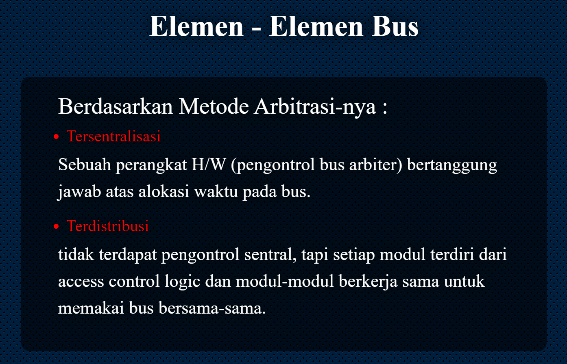 Elemen - Elemen Bus
Berdasarkan Metode Arbitrasi-nya :
• Tersentralisasi
Sebuah perangkat H/W (pengontrol bus arbiter) bertanggung
jawab atas alokasi waktu pada bus.
• Terdistribusi
tidak terdapat pengontrol sentral, tapi setiap modul terdiri dari
access control logic dan modul-modul berkerja sama untuk
memakai bus bersama-sama.